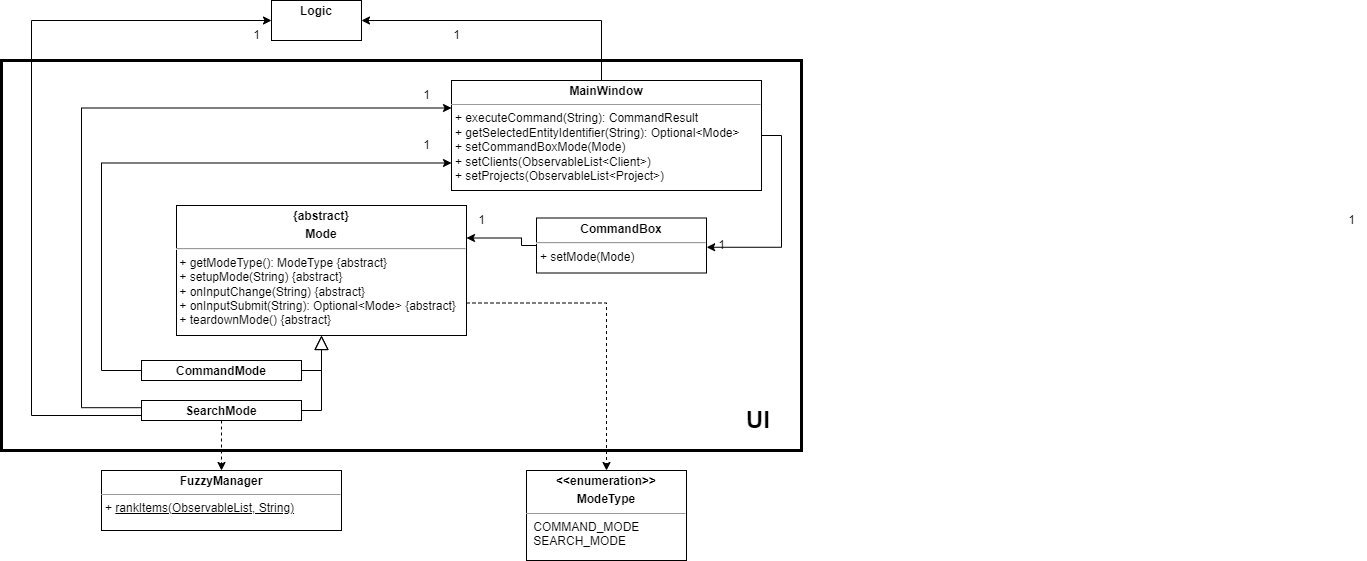 Logic
1
1
MainWindow
+ executeCommand(String): CommandResult
+ getSelectedEntityIdentifier(String): Optional<Mode>
+ setCommandBoxMode(Mode)
+ setClients(ObservableList<Client>)
+ setProjects(ObservableList<Project>)
1
1
{abstract}
Mode
+ getModeType(): ModeType {abstract}
+ setupMode(String) {abstract}
+ onInputChange(String) {abstract}
+ onInputSubmit(String): Optional<Mode> {abstract}
+ teardownMode() {abstract}
1
CommandBox
+ setMode(Mode)
1
1
CommandMode
SearchMode
UI
FuzzyManager
+ rankItems(ObservableList, String)
<<enumeration>>
ModeType
COMMAND_MODE
SEARCH_MODE